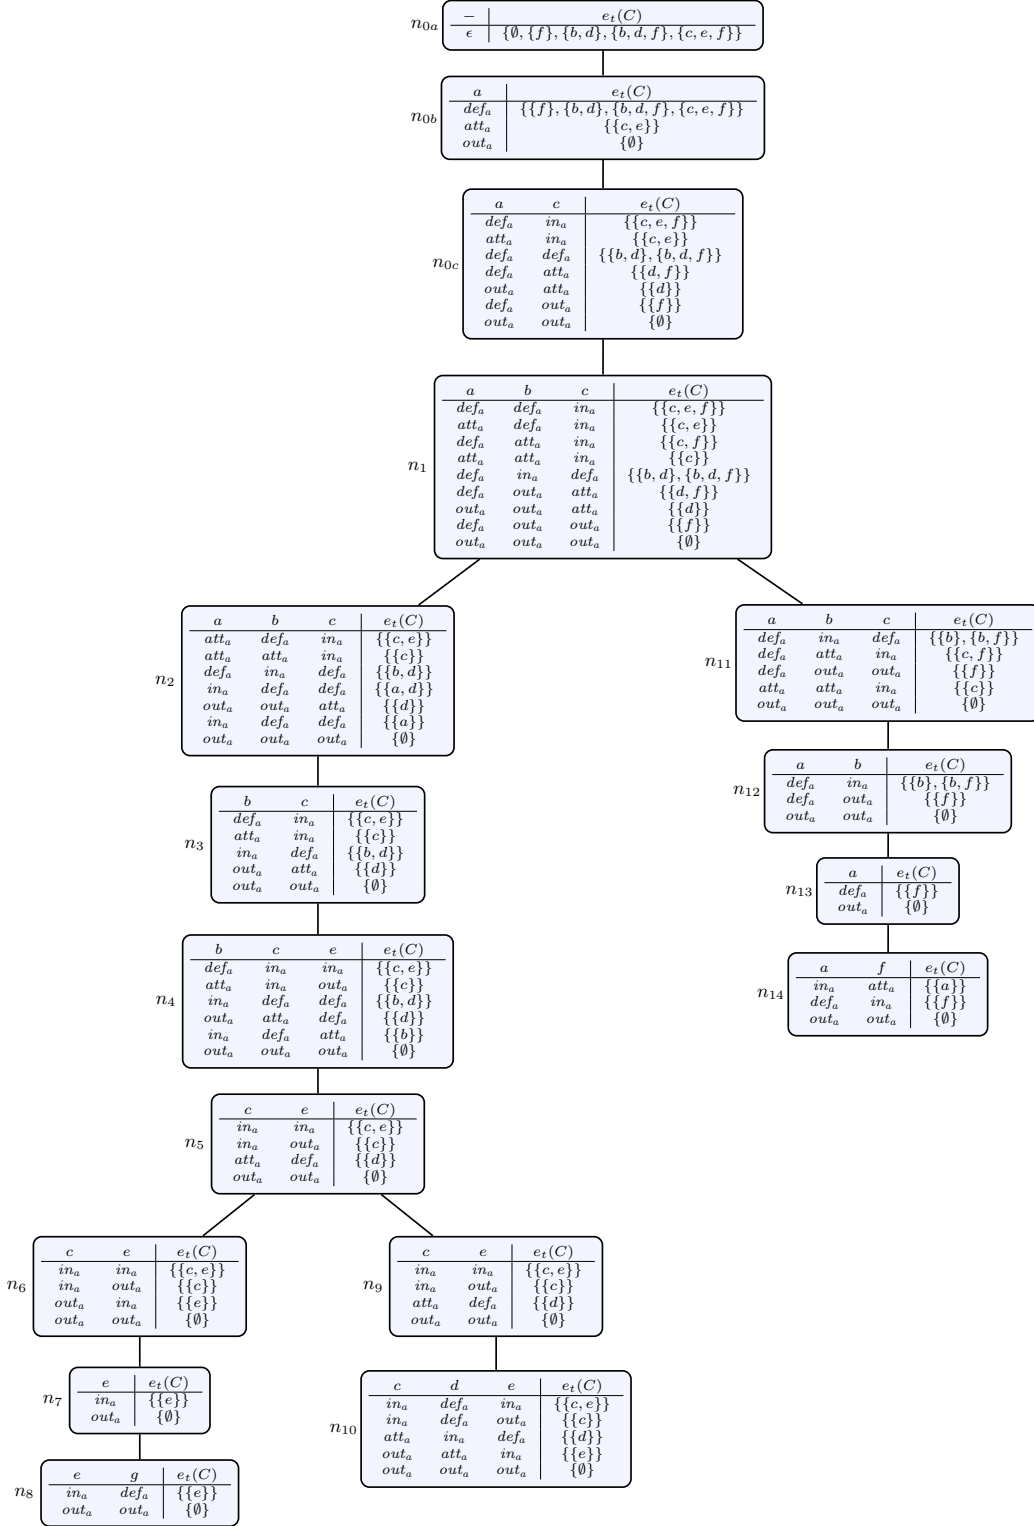 n0a
− e_t(C)
ϵ {∅, {f}, {b, d}, {b, d, f}, {c, e, f}}
n0b
a e_t(C)
def_a {{f}, {b, d}, {b, d, f}, {c, e, f}}
att_a {{c, e}}
out_a {∅}
n0c
a c e_t(C)
def_a in_a {{c, e, f}}
att_a in_a {{c, e}}
def_a def_a {{b, d}, {b, d, f}}
def_a att_a {{d, f}}
out_a att_a {{d}}
def_a out_a {{f}}
out_a out_a {∅}
n1
a b c e_t(C)
def_a def_a in_a {{c, e, f}}
att_a def_a in_a {{c, e}}
def_a att_a in_a {{c, f}}
att_a att_a in_a {{c}}
def_a in_a def_a {{b, d}, {b, d, f}}
def_a out_a att_a {{d, f}}
out_a out_a att_a {{d}}
def_a out_a out_a {{f}}
out_a out_a out_a {∅}
n2
a b c e_t(C)
att_a def_a in_a {{c, e}}
att_a att_a in_a {{c}}
def_a in_a def_a {{b, d}}
in_a def_a def_a {{a, d}}
out_a out_a att_a {{d}}
in_a def_a def_a {{a}}
out_a out_a out_a {∅}
n3
b c e_t(C)
def_a in_a {{c, e}}
att_a in_a {{c}}
in_a def_a {{b, d}}
out_a att_a {{d}}
out_a out_a {∅}
n4
b c e e_t(C)
def_a in_a in_a {{c, e}}
att_a in_a out_a {{c}}
in_a def_a def_a {{b, d}}
out_a att_a def_a {{d}}
in_a def_a att_a {{b}}
out_a out_a out_a {∅}
n5
c e e_t(C)
in_a in_a {{c, e}}
in_a out_a {{c}}
att_a def_a {{d}}
out_a out_a {∅}
n6
c e e_t(C)
in_a in_a {{c, e}}
in_a out_a {{c}}
out_a in_a {{e}}
out_a out_a {∅}
n7
e e_t(C)
in_a {{e}}
out_a {∅}
n8
e g e_t(C)
in_a def_a {{e}}
out_a out_a {∅}
n9
c e e_t(C)
in_a in_a {{c, e}}
in_a out_a {{c}}
att_a def_a {{d}}
out_a out_a {∅}
n10
c d e e_t(C)
in_a def_a in_a {{c, e}}
in_a def_a out_a {{c}}
att_a in_a def_a {{d}}
out_a att_a in_a {{e}}
out_a out_a out_a {∅}
n11
a b c e_t(C)
def_a in_a def_a {{b}, {b, f}}
def_a att_a in_a {{c, f}}
def_a out_a out_a {{f}}
att_a att_a in_a {{c}}
out_a out_a out_a {∅}
n12
a b e_t(C)
def_a in_a {{b}, {b, f}}
def_a out_a {{f}}
out_a out_a {∅}
n13
a e_t(C)
def_a {{f}}
out_a {∅}
n14
a f e_t(C)
in_a att_a {{a}}
def_a in_a {{f}}
out_a out_a {∅}